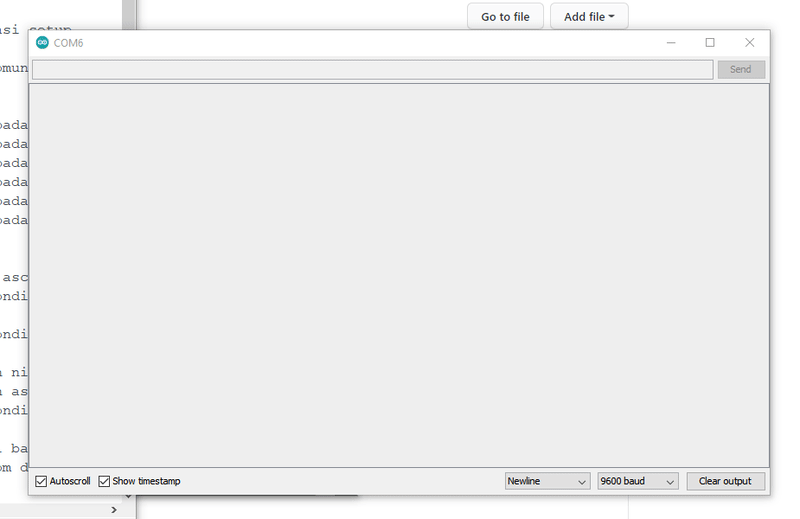 Go to file
Add file
asi setup
COM6
omun
Send
pada
pada
pada
pada
pada
pada
asc
ondi
ondi
n ni
n as
ondi
ba
om d
Autoscroll
Show timestamp
Newline
9600 baud
Clear output